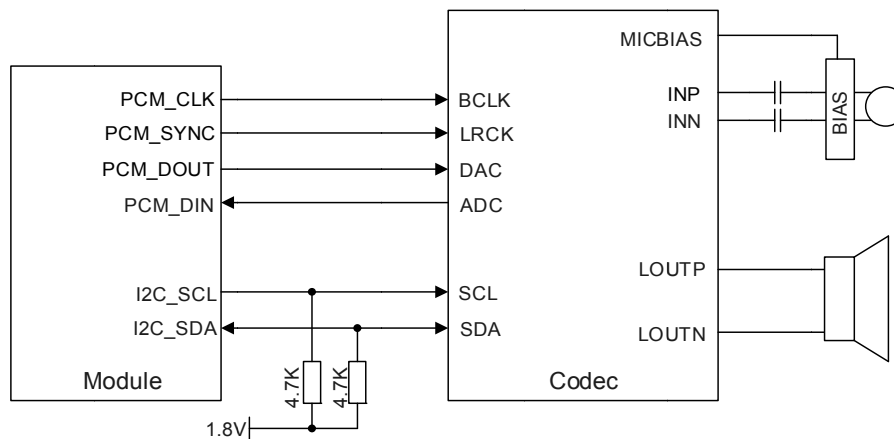 MICBIAS
PCM_CLK
BCLK
INP
PCM_SYNC
LRCK
INN
BIAS
PCM_DOUT
DAC
PCM_DIN
ADC
LOUTP
I2C_SCL
SCL
I2C_SDA
SDA
LOUTN
4.7K
4.7K
Module
Codec
1.8V